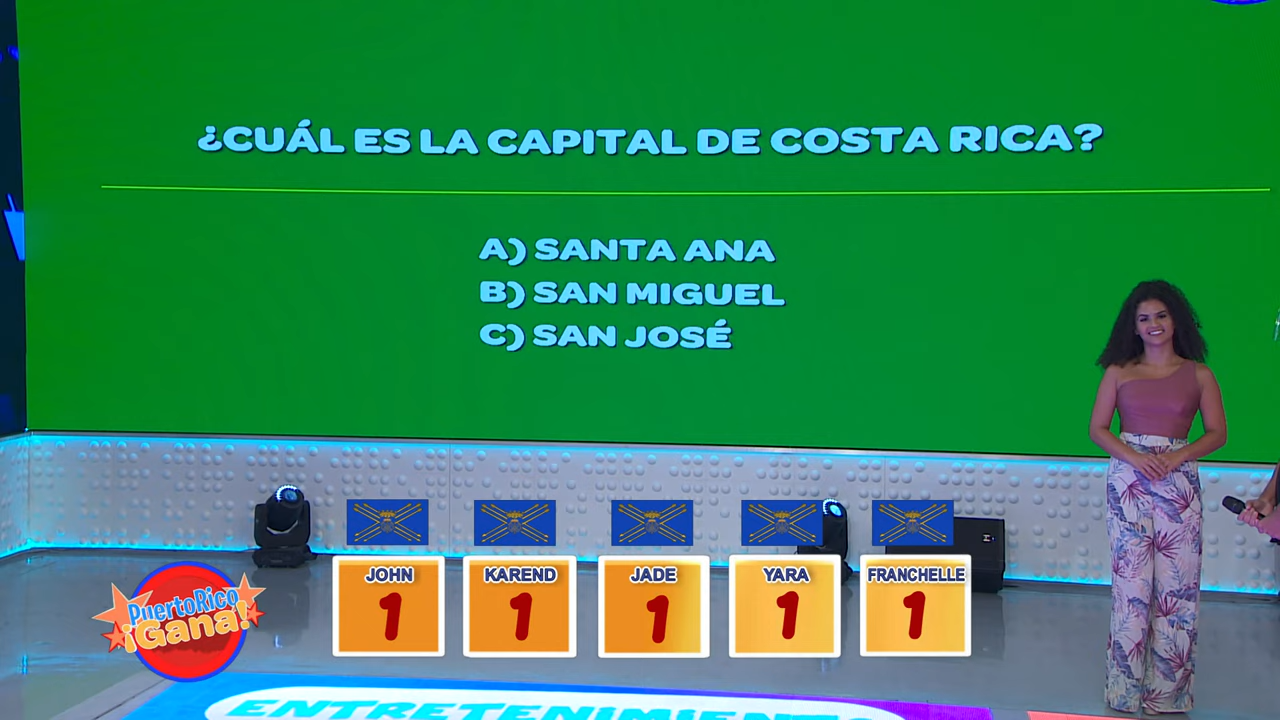 ¿CUÁL ES LA CAPITAL DE COSTA RICA?
A) SANTA ANA
B) SAN MIGUEL
C) SAN JOSÉ
JOHN
1
KAREND
1
JADE
1
YARA
1
FRANCHELLE
1
PuertoRico
¡Gana!
ENTRETENIMIENTO